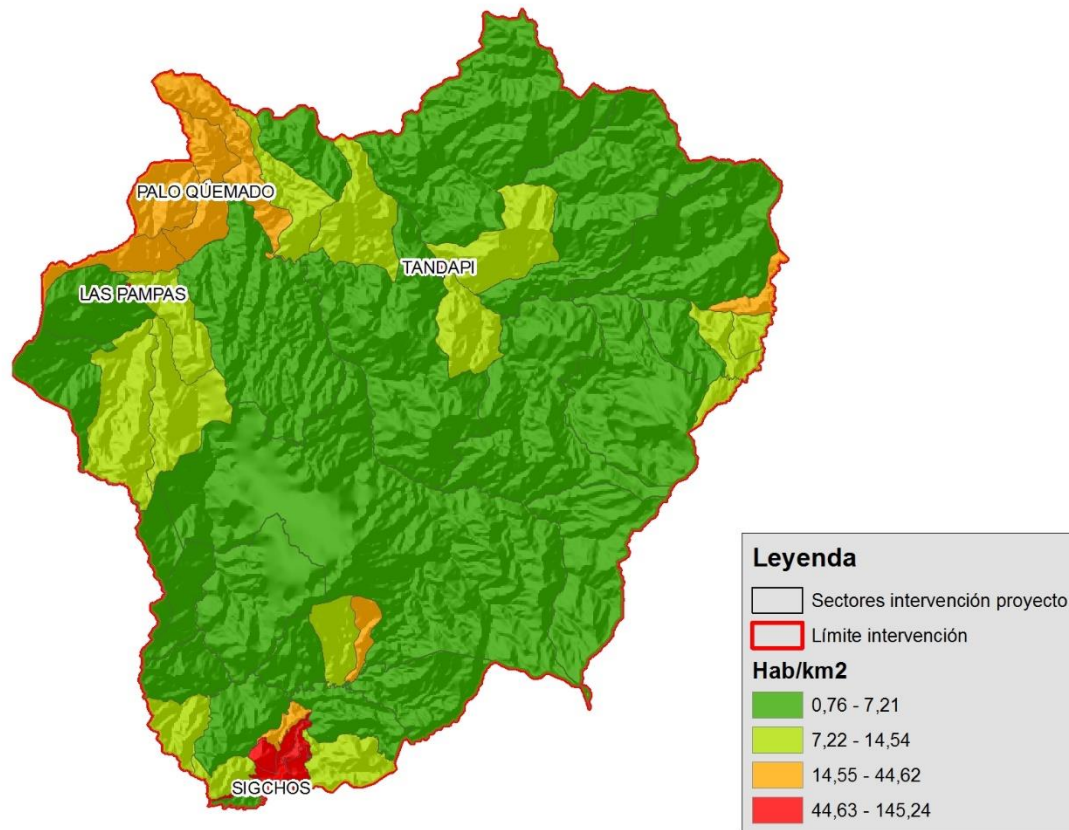 PALO QÚEMADO
TANDAPI
LAS PAMPAS
SIGCHOS
Leyenda
Sectores intervención proyecto
Límite intervención
Hab/km2
0,76 - 7,21
7,22 - 14,54
14,55 - 44,62
44,63 - 145,24